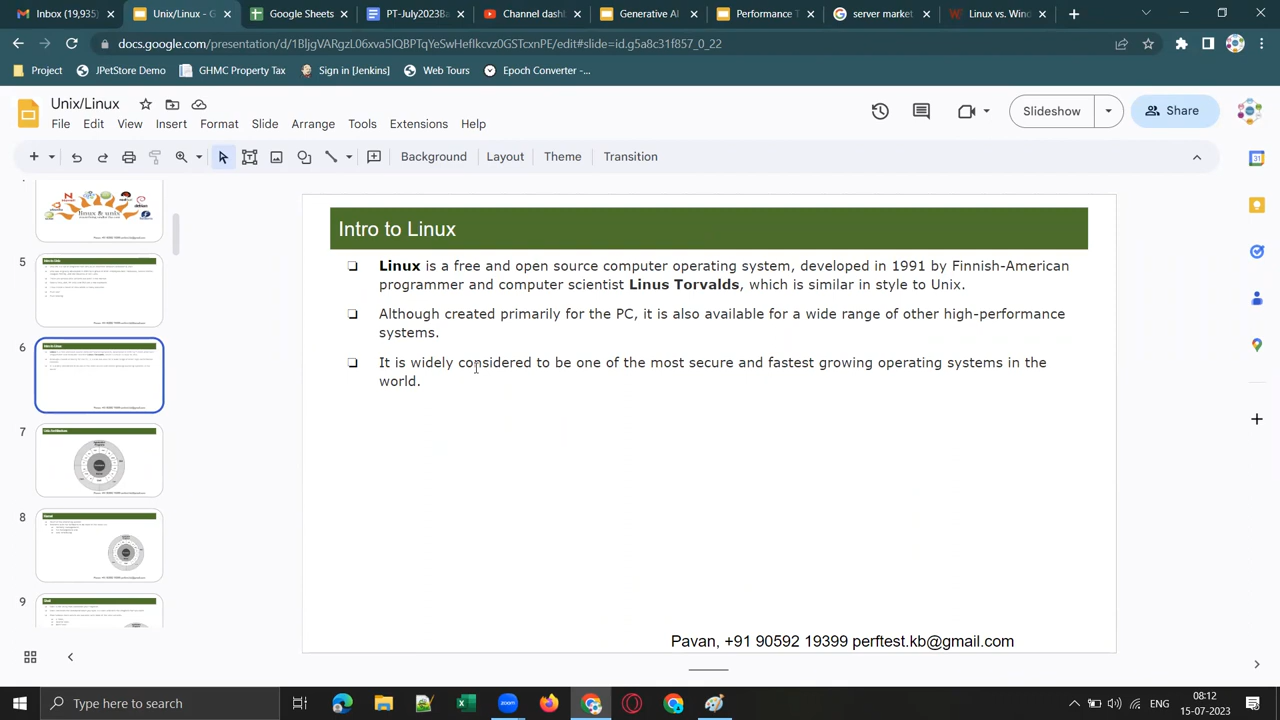 Inbox (19,935)
Unix/Linux - G
Google Sheets
PT-July2023Ba
Channel dashb
Generative AI
Performance T
server market
Linux vs. Wind
docs.google.com/presentation/d/1BljgVARgzL06xva5IQBPTqYeSwHefIkcvz0GSTcxnPE/edit#slide=id.g5a8c31f857_0_22
Project
JPetStore Demo
GHMC Property Tax
Sign in [Jenkins]
Web Tours
Epoch Converter -...
Unix/Linux
File Edit View Insert Format Slide Arrange Tools Extensions Help
Slideshow
Share
Background Layout Theme Transition
Intro to Linux
Linux is a free and open source computer operating system, developed in 1991 by Finnish-American
programmer and computer scientist Linus Torvalds, which is similar in style to Unix.
Although created primarily for the PC, it is also available for a wide range of other high-performance
systems.
It is widely considered to be one of the most secure and fastest growing operating systems in the
world.
Pavan, +91 90592 19399 perftest.kb@gmail.com
5
6
7
8
9
Type here to search
zoom
ENG
08:12
15-07-2023